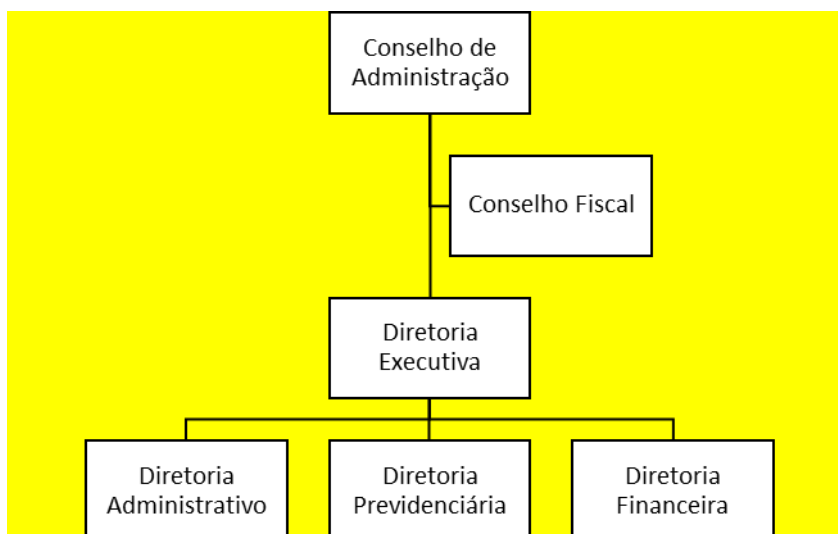 Conselho de
Administração
Conselho Fiscal
Diretoria
Executiva
Diretoria
Administrativo
Diretoria
Previdenciária
Diretoria
Financeira